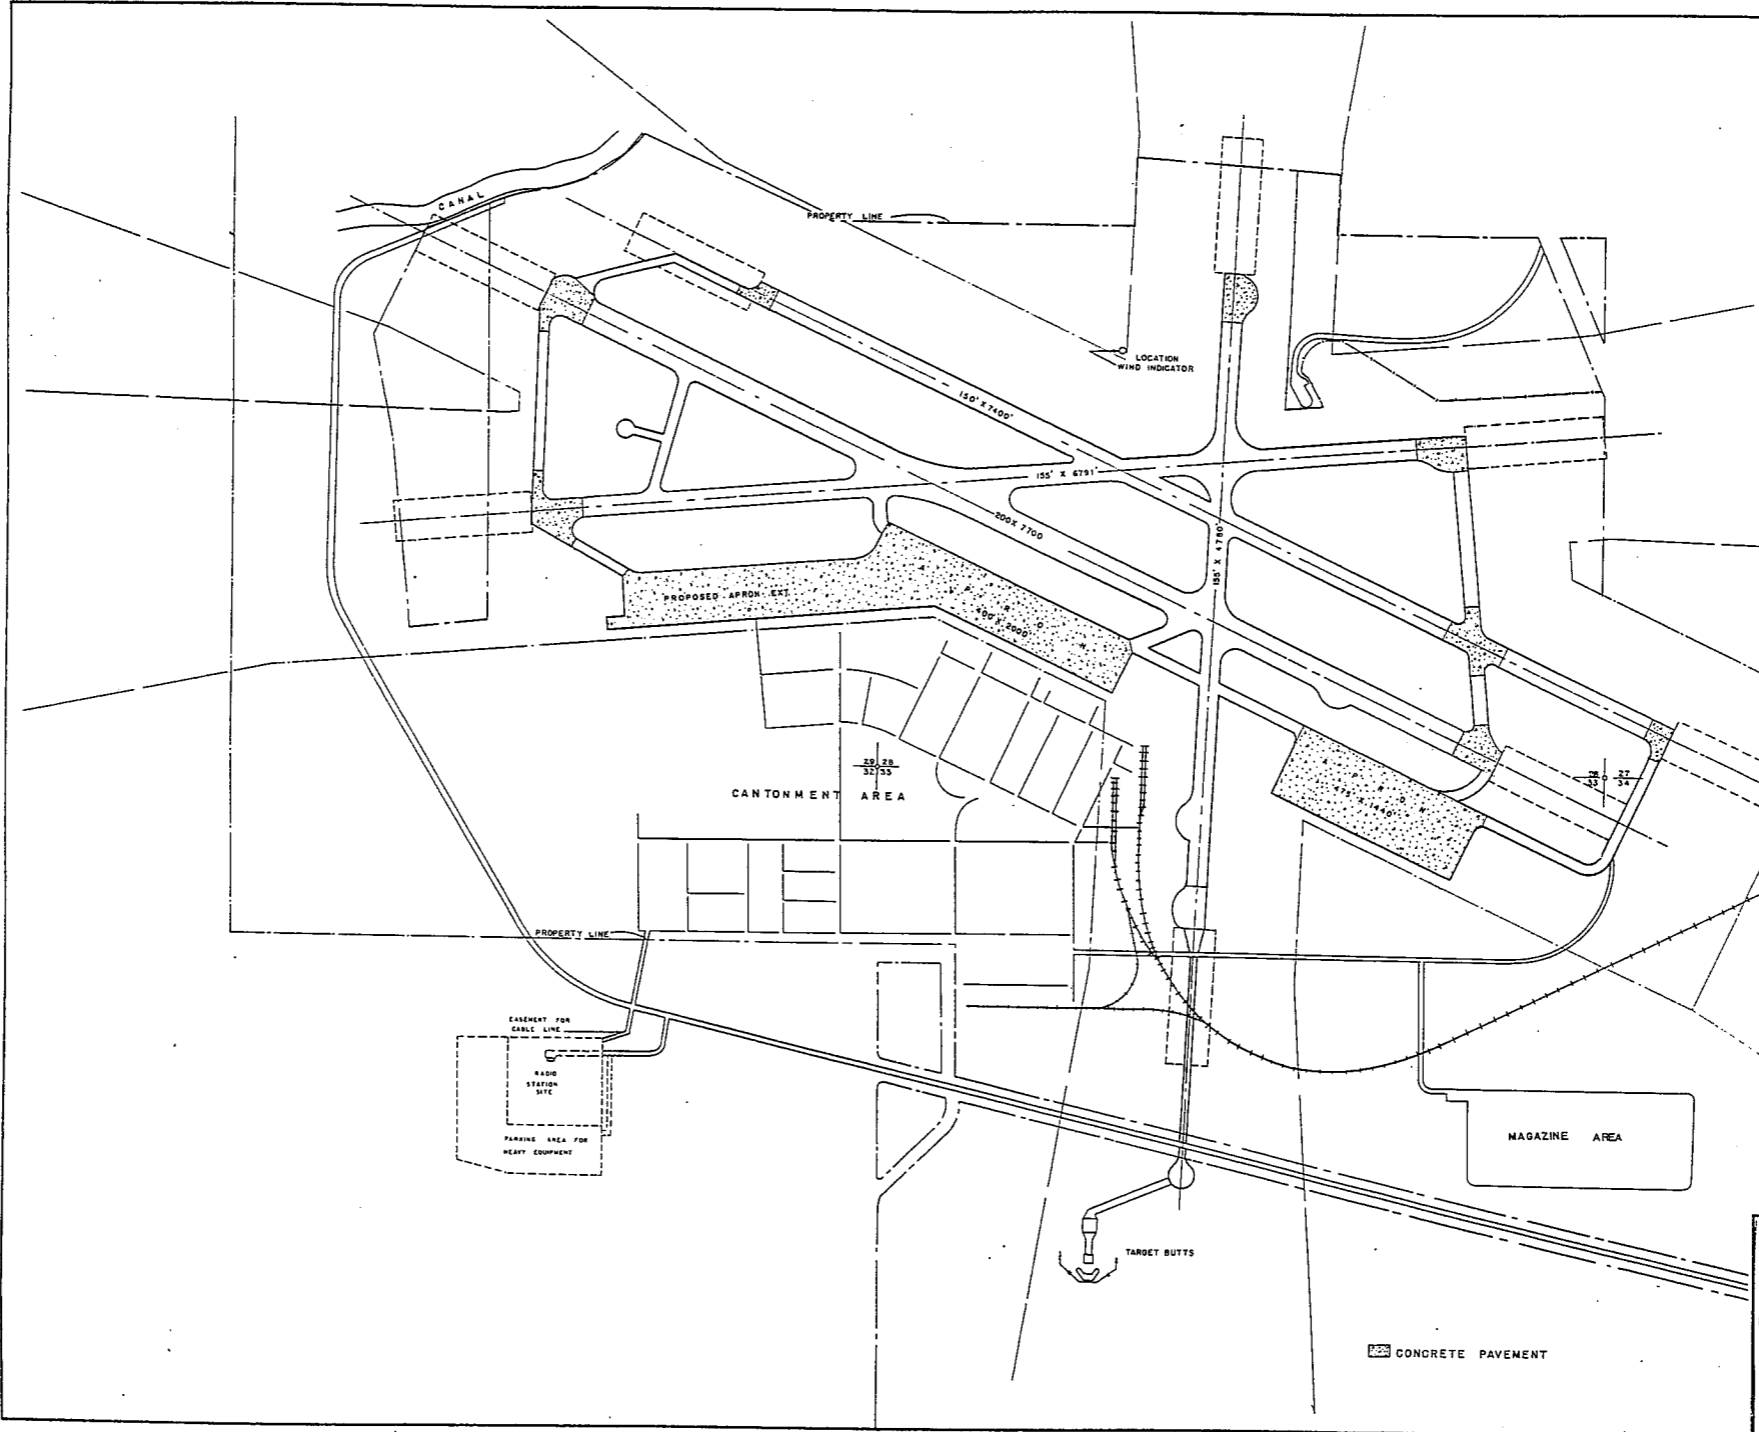 CANAL
PROPERTY LINE
LOCATION
WIND INDICATOR
150' X 7400'
155' X 6791'
200 X 7700
155' X 4780'
PROPOSED APRON EXT.
APRON
400' X 2000'
29 28
32 33
CANTONMENT AREA
APRON
475' X 1440'
28 27
33 34
PROPERTY LINE
EASEMENT FOR
CABLE LINE
RADIO
STATION
SITE
PARKING AREA FOR
HEAVY EQUIPMENT
MAGAZINE AREA
TARGET BUTTS
CONCRETE PAVEMENT